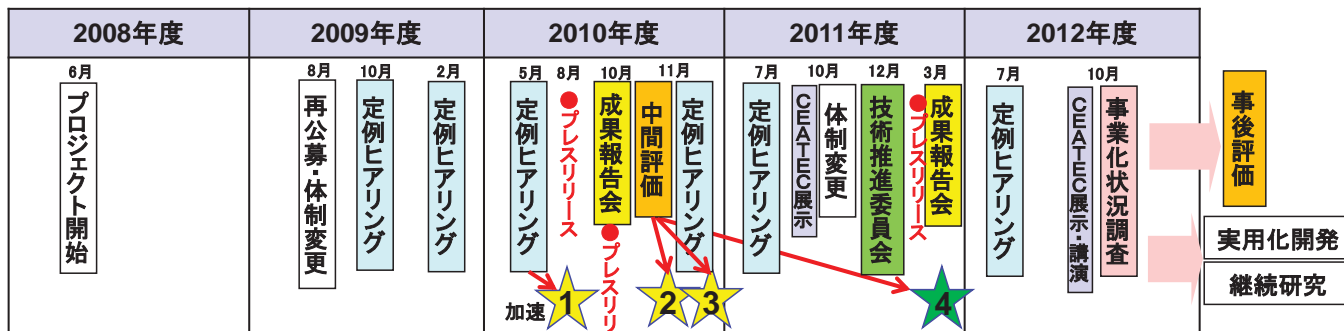 2008年度
2009年度
2010年度
2011年度
2012年度
6月
プロジェクト開始
8月
再公募・体制変更
10月
定例ヒアリング
2月
定例ヒアリング
5月
定例ヒアリング
8月
●プレスリリース
10月
成果報告会
●プレスリリ
中間評価
11月
定例ヒアリング
加速
1
2
3
7月
定例ヒアリング
10月
CEATEC展示
体制変更
12月
技術推進委員会
3月
●プレスリリース
成果報告会
4
7月
定例ヒアリング
10月
CEATEC展示・講演
事業化状況調査
事後評価
実用化開発
継続研究